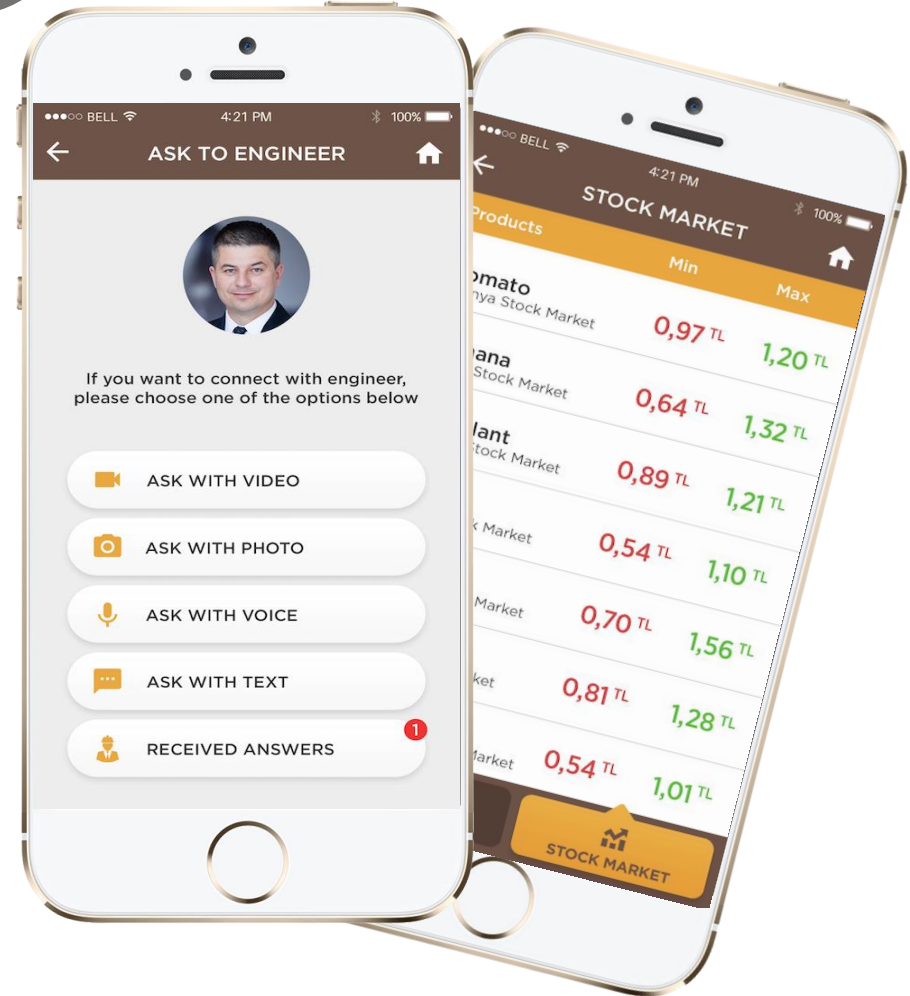 BELL
4:21 PM
100%
ASK TO ENGINEER
If you want to connect with engineer,
please choose one of the options below
ASK WITH VIDEO
ASK WITH PHOTO
ASK WITH VOICE
ASK WITH TEXT
RECEIVED ANSWERS
1
BELL
4:21 PM
100%
STOCK MARKET
Products Min Max
omato
nya Stock Market
0,97 TL 1,20 TL
ana
Stock Market
0,64 TL 1,32 TL
lant
tock Market
0,89 TL 1,21 TL
Market
0,54 TL 1,10 TL
Market
0,70 TL 1,56 TL
ket
0,81 TL 1,28 TL
Market
0,54 TL 1,01 TL
STOCK MARKET